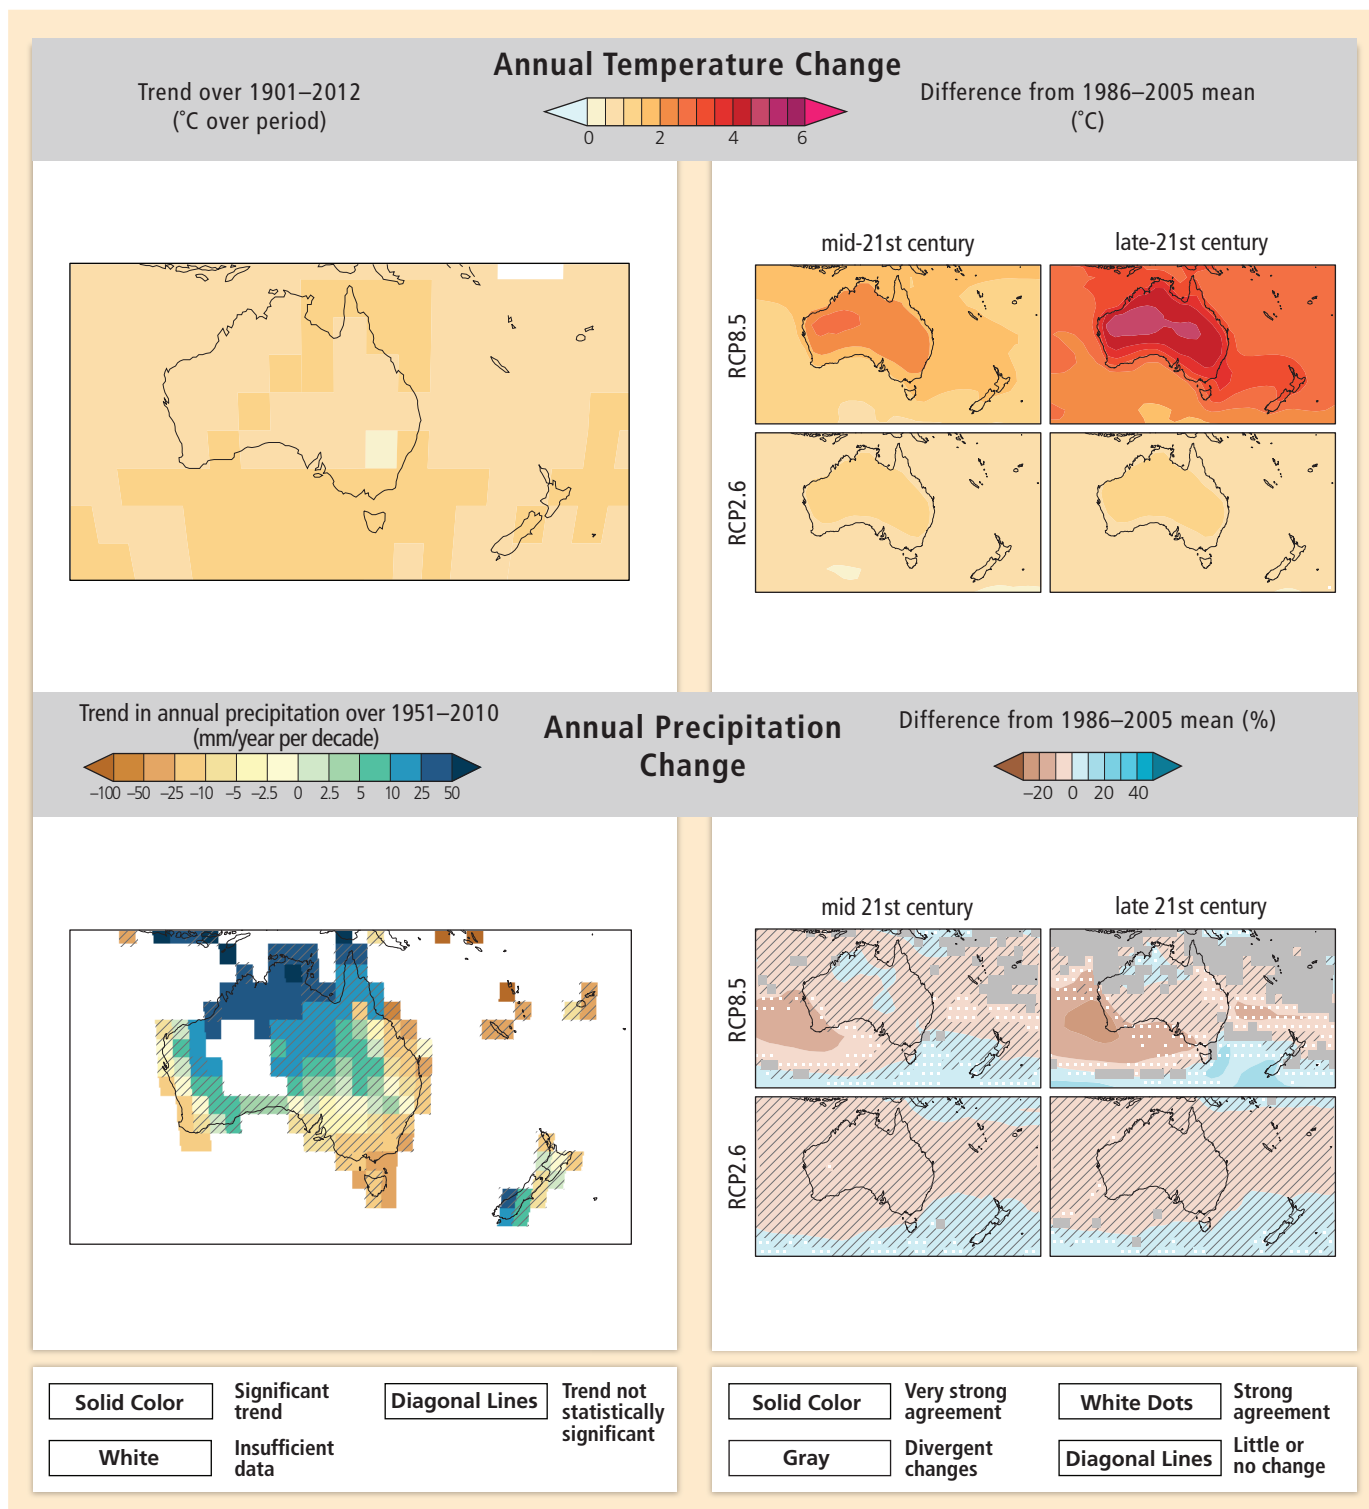 Annual Temperature Change
Trend over 1901–2012
(˚C over period)
0 2 4 6
Difference from 1986–2005 mean
(˚C)
mid-21st century
late-21st century
RCP8.5
RCP2.6
Trend in annual precipitation over 1951–2010
(mm/year per decade)
–100 –50 –25 –10 –5 –2.5 0 2.5 5 10 25 50
Annual Precipitation
Change
Difference from 1986–2005 mean (%)
–20 0 20 40
mid 21st century
late 21st century
RCP8.5
RCP2.6
Solid Color
Significant
trend
Diagonal Lines
Trend not
statistically
significant
White
Insufficient
data
Solid Color
Very strong
agreement
White Dots
Strong
agreement
Gray
Divergent
changes
Diagonal Lines
Little or
no change